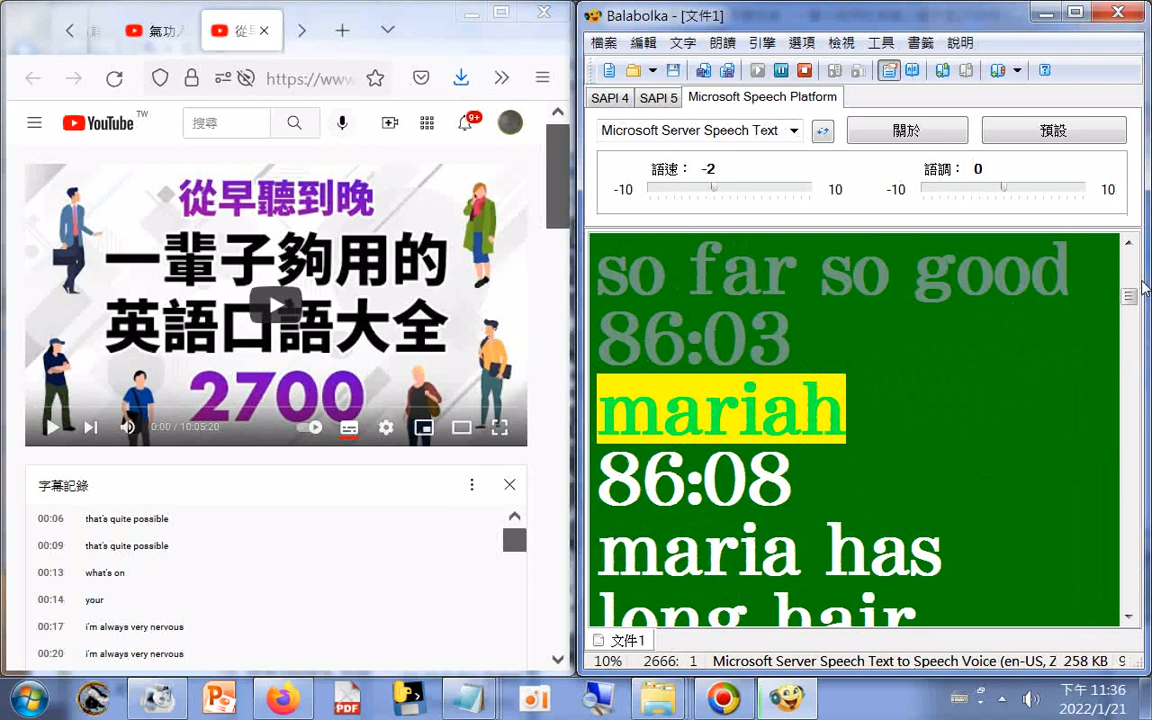 氣功入
從
https://www
YouTube TW
搜尋
9+
從早聽到晚
一輩子夠用的
英語口語大全
2700
0:00 / 10:05:20
字幕記錄
00:06 that's quite possible
00:09 that's quite possible
00:13 what's on
00:14 your
00:17 i'm always very nervous
00:20 i'm always very nervous
Balabolka - [文件1]
檔案 編輯 文字 朗讀 引擎 選項 檢視 工具 書籤 說明
SAPI 4 SAPI 5 Microsoft Speech Platform
Microsoft Server Speech Text 關於 預設
語速： -2 語調： 0
-10 10 -10 10
so far so good
86:03
mariah
86:08
maria has
long hair
文件1
10% 2666: 1 Microsoft Server Speech Text to Speech Voice (en-US, Z 258 KB 9
PDF
下午 11:36
2022/1/21